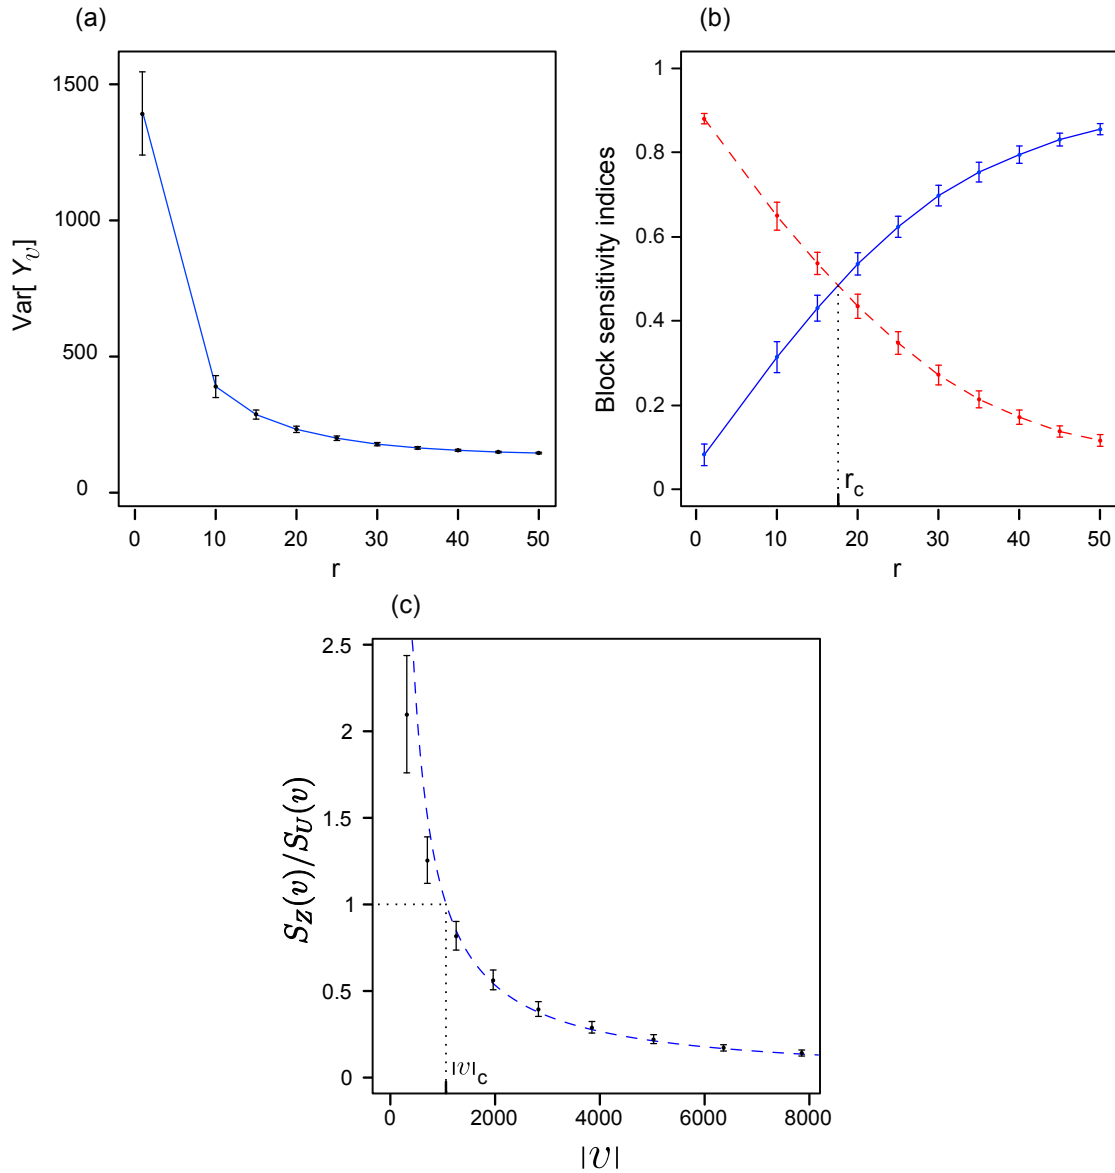 (a)
1500
1000
500
0
Var[ Y𝑣]
0 10 20 30 40 50
r
(b)
1
0.8
0.6
0.4
0.2
0
Block sensitivity indices
r_c
0 10 20 30 40 50
r
(c)
2.5
2
1.5
1
0.5
0
S_Z(v)/S_U(v)
|v|_c
0 2000 4000 6000 8000
|v|